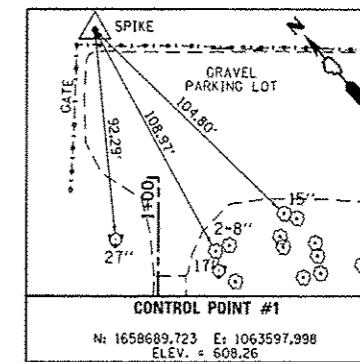 SPIKE
N
GRAVEL
PARKING LOT
GATE
92.29'
108.97'
104.80'
1+00
15"
2-8"
27"
17"
CONTROL POINT #1
N: 1658689.723 E: 1063597.998
ELEV. = 608.26